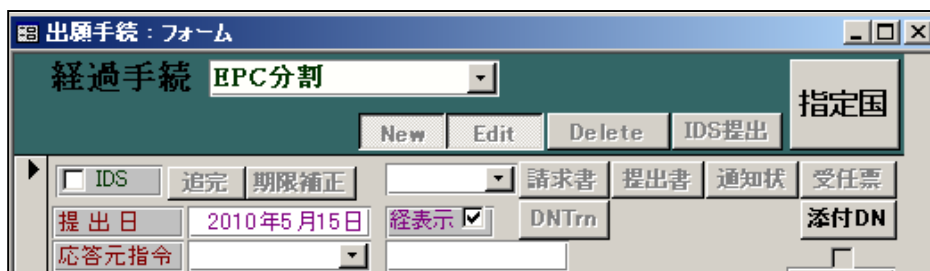 出願手続：フォーム
経過手続 EPC分割
指定国
New Edit Delete IDS提出
IDS 追完 期限補正 請求書 提出書 通知状 受任票
提出日 2010年5月15日 経表示 DNTrn 添付DN
応答元指令